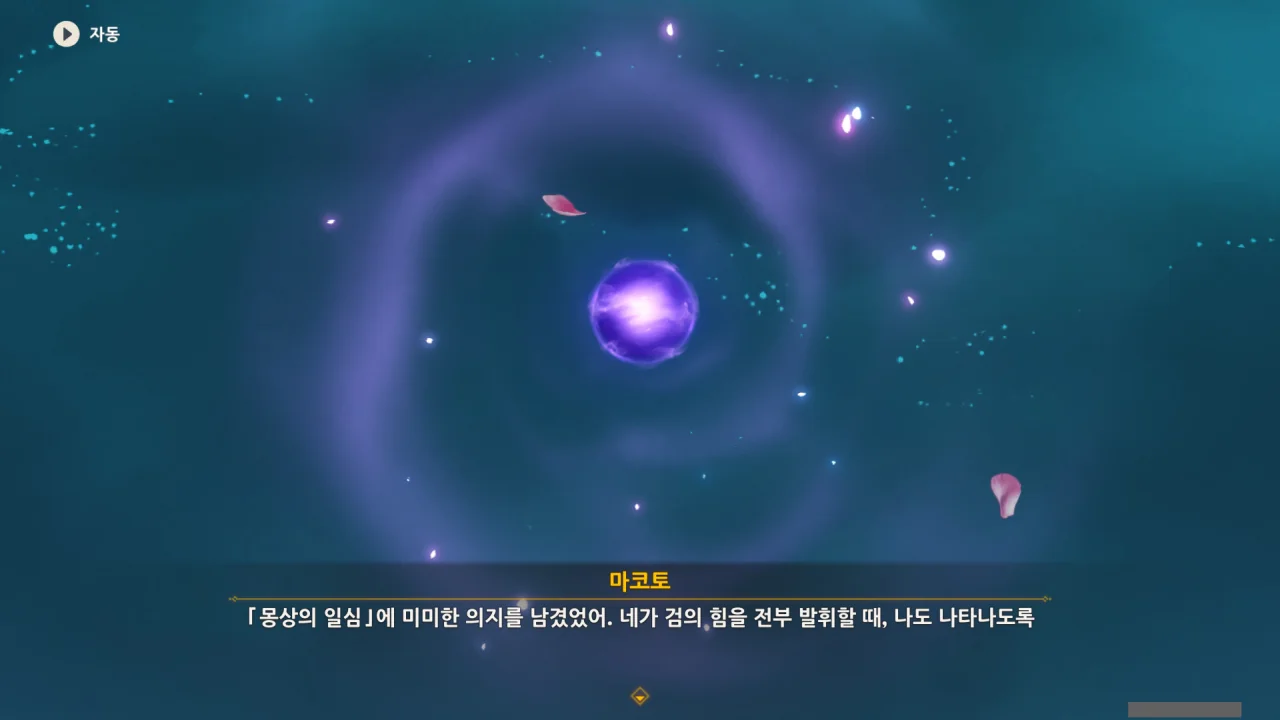 자동
마코토
「몽상의 일심」에 미미한 의지를 남겼었어. 네가 검의 힘을 전부 발휘할 때, 나도 나타나도록